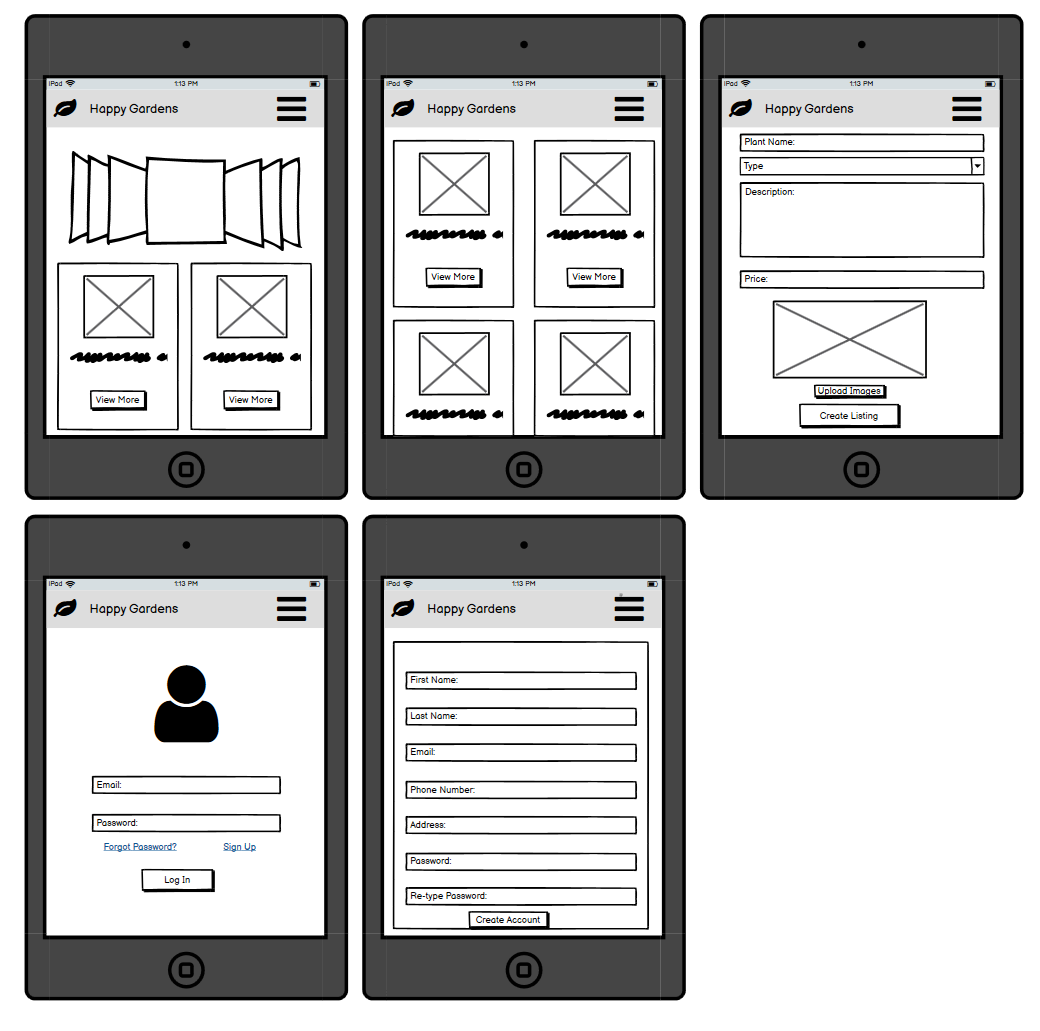 iPad 1:13 PM
Happy Gardens
View More View More
iPad 1:13 PM
Happy Gardens
View More View More
iPad 1:13 PM
Happy Gardens
Plant Name:
Type
Description:
Price:
Upload Images
Create Listing
iPad 1:13 PM
Happy Gardens
Email:
Password:
Forgot Password? Sign Up
Log In
iPad 1:13 PM
Happy Gardens
First Name:
Last Name:
Email:
Phone Number:
Address:
Password:
Re-type Password:
Create Account